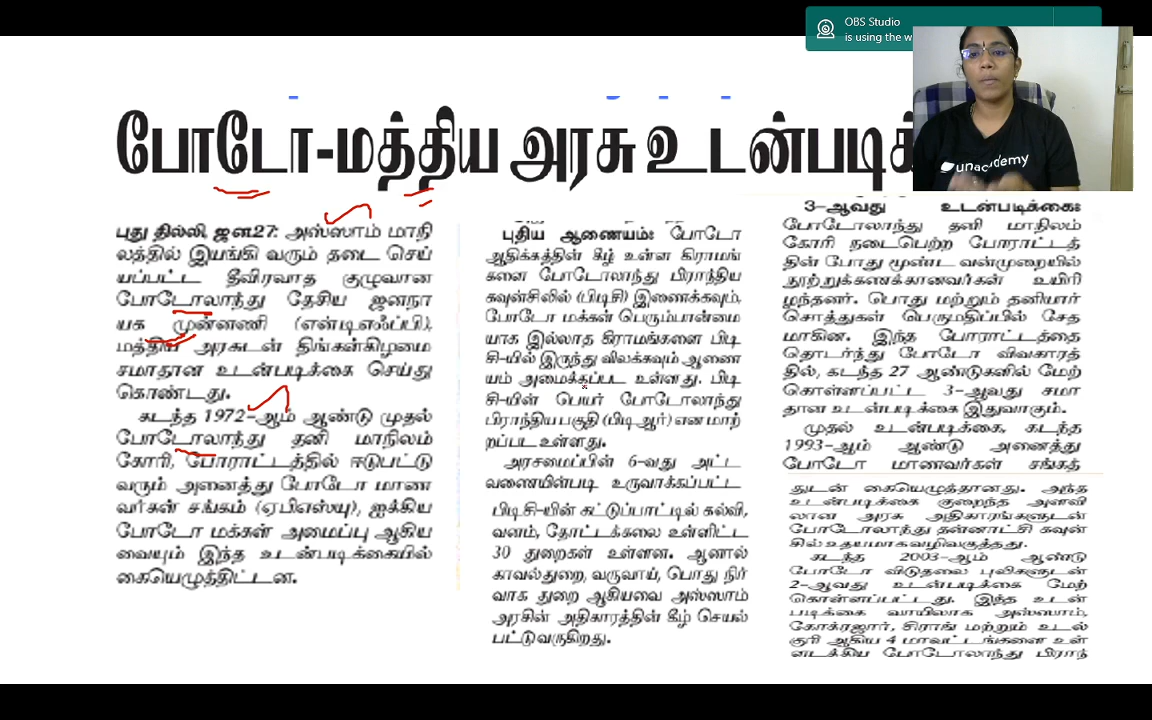 OBS Studio
is using the w
unacademy
போடோ-மத்திய அரசு உடன்படிக்
புது தில்லி, ஜன.27: அஸ்ஸாம் மாநி
லத்தில் இயங்கி வரும் தடை செய்
யப்பட்ட தீவிரவாத குழுவான
போடோலாந்து தேசிய ஜனநா
யக முன்னணி (என்டிஎஃப்பி),
மத்திய அரசுடன் திங்கள்கிழமை
சமாதான உடன்படிக்கை செய்து
கொண்டது.
கடந்த 1972-ஆம் ஆண்டு முதல்
போடோலாந்து தனி மாநிலம்
கோரி, போராட்டத்தில் ஈடுபட்டு
வரும் அனைத்து போடோ மாண
வர்கள் சங்கம் (ஏபிஎஸ்யு), ஐக்கிய
போடோ மக்கள் அமைப்பு ஆகிய
வையும் இந்த உடன்படிக்கையில்
கையெழுத்திட்டன.
புதிய ஆணையம்: போடோ
ஆதிக்கத்தின் கீழ் உள்ள கிராமங்
களை போடோலாந்து பிராந்திய
கவுன்சிலில் (பிடிசி) இணைக்கவும்,
போடோ மக்கள் பெரும்பான்மை
யாக இல்லாத கிராமங்களை பிடி
சி-யில் இருந்து விலக்கவும் ஆணை
யம் அமைக்கப்பட உள்ளது. பிடி
சி-யின் பெயர் போடோலாந்து
பிராந்திய பகுதி (பிடிஆர்) என மாற்
றப்பட உள்ளது.
அரசமைப்பின் 6-வது அட்ட
வணையின்படி உருவாக்கப்பட்ட
பிடிசி-யின் கட்டுப்பாட்டில் கல்வி,
வனம், தோட்டக்கலை உள்ளிட்ட
30 துறைகள் உள்ளன. ஆனால்
காவல்துறை, வருவாய், பொது நிர்
வாக துறை ஆகியவை அஸ்ஸாம்
அரசின் அதிகாரத்தின் கீழ் செயல்
பட்டு வருகிறது.
3-ஆவது உடன்படிக்கை:
போடோலாந்து தனி மாநிலம்
கோரி நடைபெற்ற போராட்டத்
தின் போது மூண்ட வன்முறையில்
நூற்றுக்கணக்கானவர்கள் உயிரி
ழந்தனர். பொது மற்றும் தனியார்
சொத்துகள் பெருமதிப்பில் சேத
மாகின. இந்த போராட்டத்தை
தொடர்ந்து போடோ விவகாரத்
தில், கடந்த 27 ஆண்டுகளில் மேற்
கொள்ளப்பட்ட 3-ஆவது சமா
தான உடன்படிக்கை இதுவாகும்.
முதல் உடன்படிக்கை, கடந்த
1993-ஆம் ஆண்டு அனைத்து
போடோ மாணவர்கள் சங்கத்
துடன் கையெழுத்தானது. அந்த
உடன்படிக்கை குறைந்த அளவி
லான அரசு அதிகாரங்களுடன்
போடோலாந்து தன்னாட்சி கவுன்
சில் உதயமாக வழிவகுத்தது.
கடந்த 2003-ஆம் ஆண்டு
போடோ விடுதலை புலிகளுடன்
2-ஆவது உடன்படிக்கை மேற்
கொள்ளப்பட்டது. இந்த உடன்
படிக்கை வாயிலாக அஸ்ஸாம்,
கோக்ரஜார், சிராங் மற்றும் உடல்
குரி ஆகிய 4 மாவட்டங்களை உள்
ளடக்கிய போடோலாந்து பிராந்